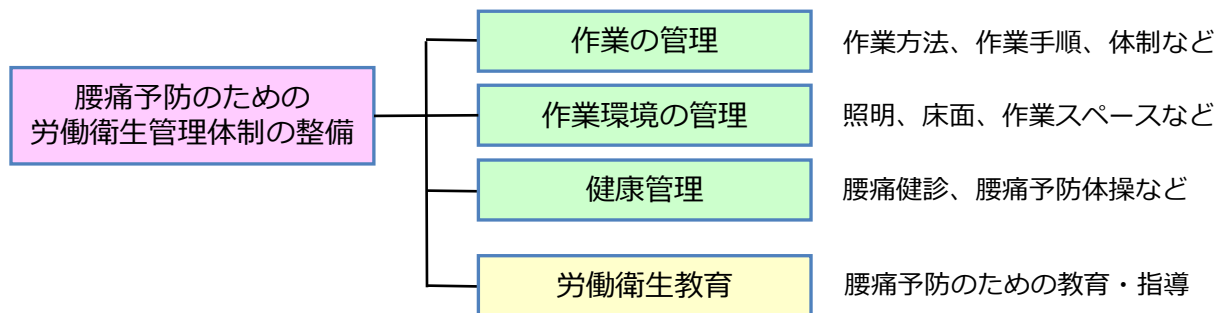 腰痛予防のための
労働衛生管理体制の整備
作業の管理
作業方法、作業手順、体制など
作業環境の管理
照明、床面、作業スペースなど
健康管理
腰痛健診、腰痛予防体操など
労働衛生教育
腰痛予防のための教育・指導